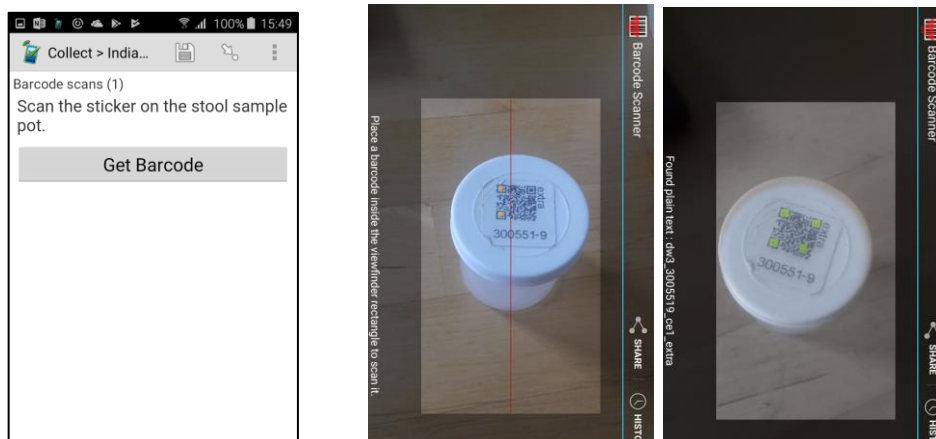 100% 15:49
Collect > India...
Barcode scans (1)
Scan the sticker on the stool sample
pot.
Get Barcode
Barcode Scanner
SHARE
HISTO
extra
300551-9
Place a barcode inside the viewfinder rectangle to scan it.
Barcode Scanner
SHARE
HIS
extra
300551-9
Found plain text : dw3_3005519_ce1_extra